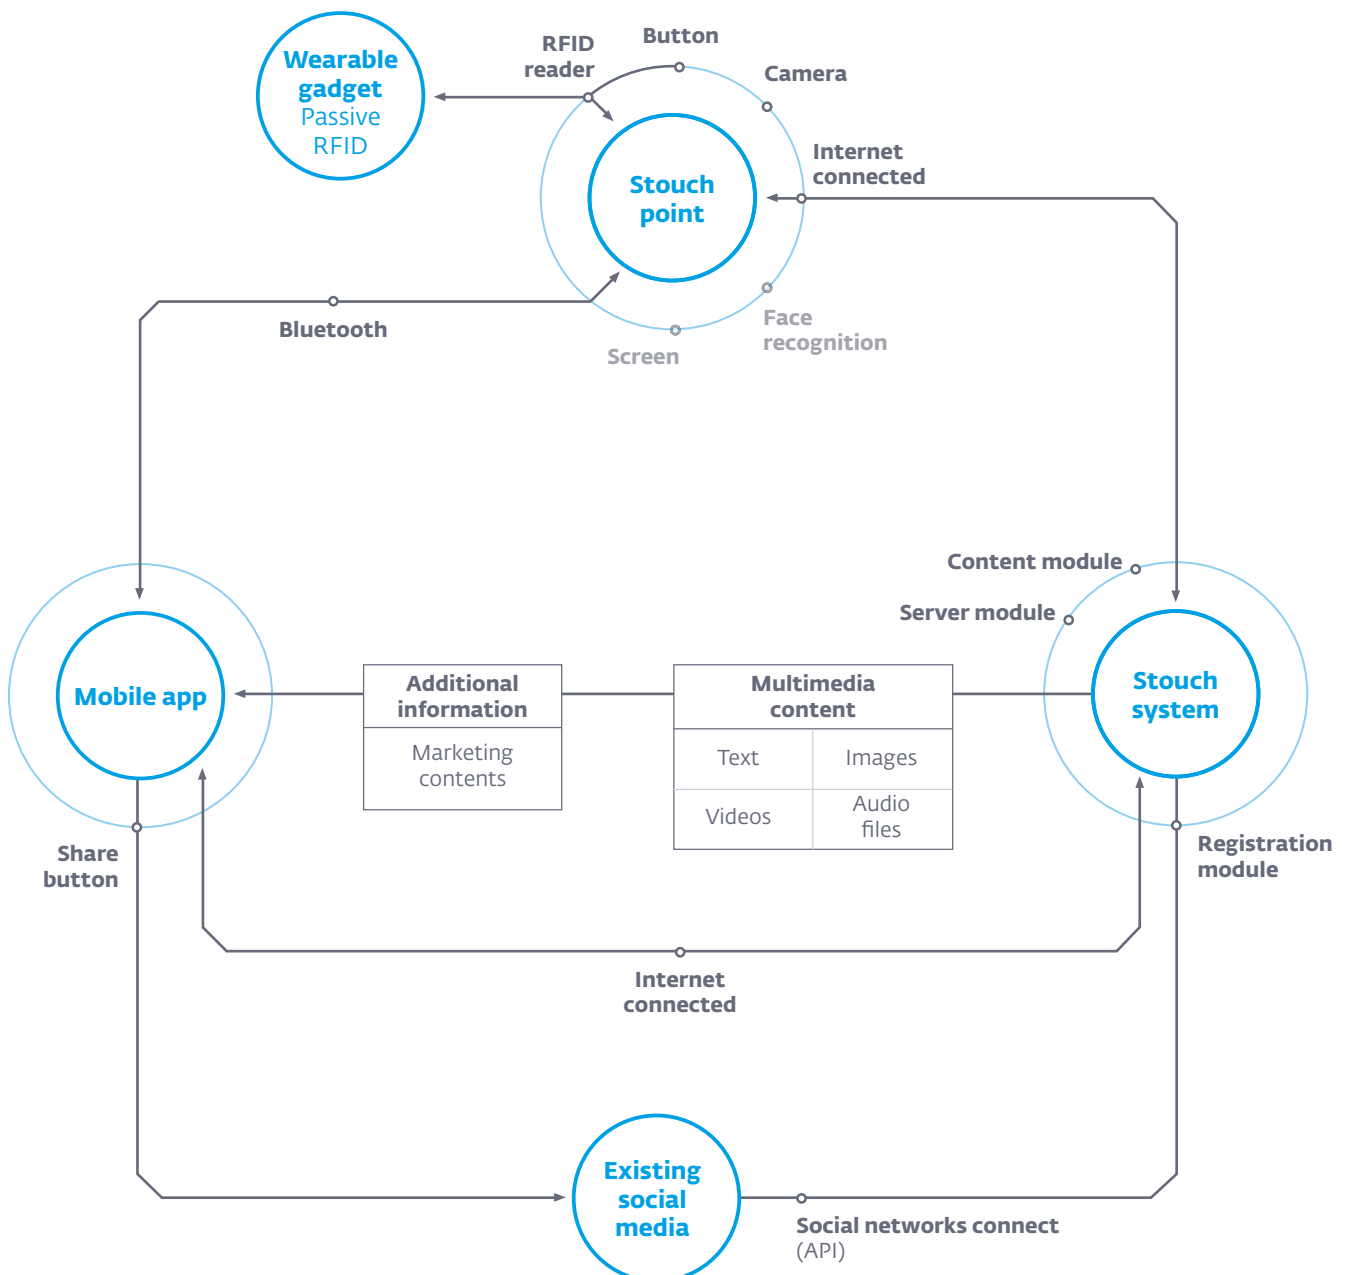 Wearable
gadget
Passive
RFID
RFID
reader
Button
Camera
Internet
connected
Stouch
point
Bluetooth
Screen
Face
recognition
Content module
Server module
Mobile app
Additional
information
Marketing
contents
Multimedia
content
Text
Images
Videos
Audio
files
Stouch
system
Share
button
Registration
module
Internet
connected
Existing
social
media
Social networks connect
(API)